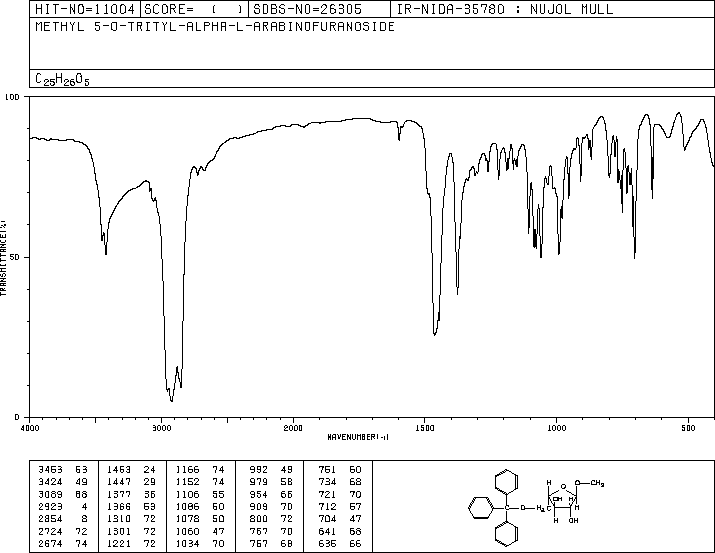 HIT-NO=11004 SCORE= ( ) SDBS-NO=26305 IR-NIDA-35780 : NUJOL MULL
METHYL 5-O-TRITYL-ALPHA-L-ARABINOFURANOSIDE
C25H26O5
100
50
0
TRANSMITTANCE(%)
4000 3000 2000 1500 1000 500
WAVENUMBER(-1)
3453 53 1453 24 1166 74 992 49 751 60
3424 49 1447 29 1152 74 979 58 734 68
3089 68 1377 36 1106 55 954 66 721 70
2923 4 1366 59 1086 50 909 70 712 57
2854 8 1310 72 1078 50 800 72 704 47
2724 72 1301 72 1060 47 767 70 641 58
2674 74 1221 72 1034 70 757 68 636 66
H O H O—CH3
C—O—H2C OH H
H OH